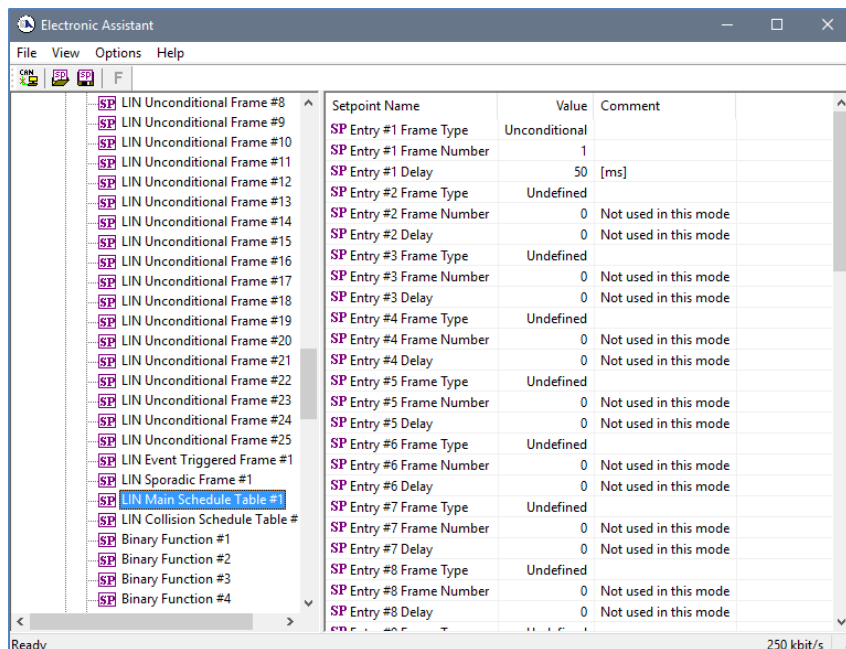 Electronic Assistant
File View Options Help
CAN SP SP F
SP LIN Unconditional Frame #8
SP LIN Unconditional Frame #9
SP LIN Unconditional Frame #10
SP LIN Unconditional Frame #11
SP LIN Unconditional Frame #12
SP LIN Unconditional Frame #13
SP LIN Unconditional Frame #14
SP LIN Unconditional Frame #15
SP LIN Unconditional Frame #16
SP LIN Unconditional Frame #17
SP LIN Unconditional Frame #18
SP LIN Unconditional Frame #19
SP LIN Unconditional Frame #20
SP LIN Unconditional Frame #21
SP LIN Unconditional Frame #22
SP LIN Unconditional Frame #23
SP LIN Unconditional Frame #24
SP LIN Unconditional Frame #25
SP LIN Event Triggered Frame #1
SP LIN Sporadic Frame #1
SP LIN Main Schedule Table #1
SP LIN Collision Schedule Table #
SP Binary Function #1
SP Binary Function #2
SP Binary Function #3
SP Binary Function #4
Setpoint Name Value Comment
SP Entry #1 Frame Type Unconditional
SP Entry #1 Frame Number 1
SP Entry #1 Delay 50 [ms]
SP Entry #2 Frame Type Undefined
SP Entry #2 Frame Number 0 Not used in this mode
SP Entry #2 Delay 0 Not used in this mode
SP Entry #3 Frame Type Undefined
SP Entry #3 Frame Number 0 Not used in this mode
SP Entry #3 Delay 0 Not used in this mode
SP Entry #4 Frame Type Undefined
SP Entry #4 Frame Number 0 Not used in this mode
SP Entry #4 Delay 0 Not used in this mode
SP Entry #5 Frame Type Undefined
SP Entry #5 Frame Number 0 Not used in this mode
SP Entry #5 Delay 0 Not used in this mode
SP Entry #6 Frame Type Undefined
SP Entry #6 Frame Number 0 Not used in this mode
SP Entry #6 Delay 0 Not used in this mode
SP Entry #7 Frame Type Undefined
SP Entry #7 Frame Number 0 Not used in this mode
SP Entry #7 Delay 0 Not used in this mode
SP Entry #8 Frame Type Undefined
SP Entry #8 Frame Number 0 Not used in this mode
SP Entry #8 Delay 0 Not used in this mode
Ready 250 kbit/s